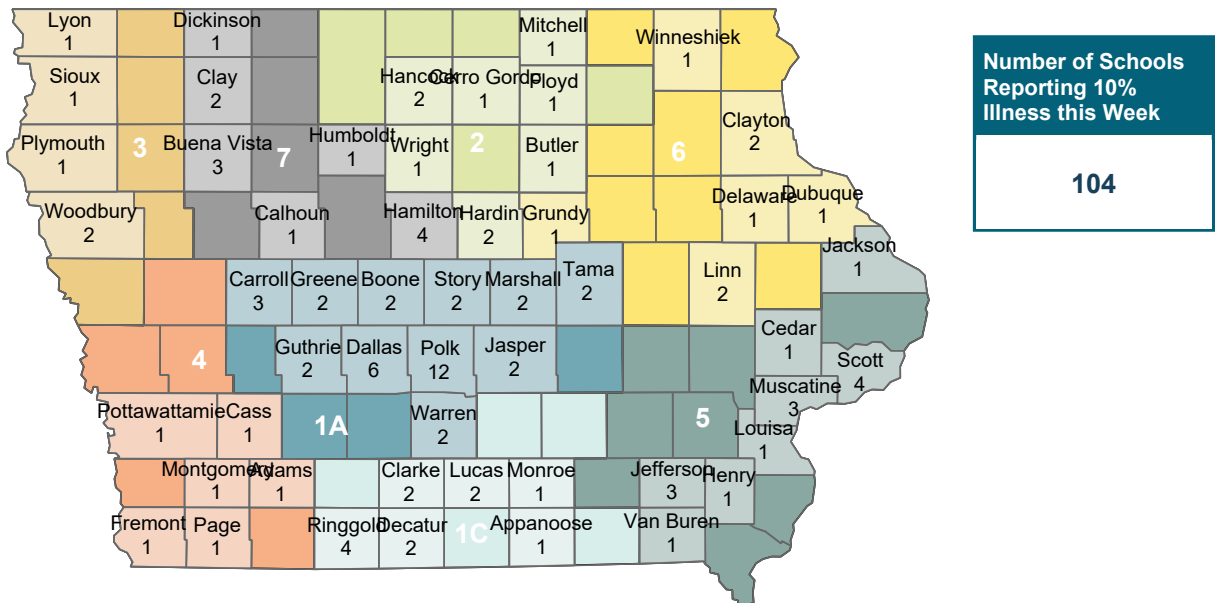 Lyon
1
Dickinson
1
Mitchell
1
Winneshiek
1
Sioux
1
Clay
2
Hancock
2
Cerro Gordo
1
Floyd
1
Clayton
2
Plymouth
1
3
Buena Vista
3
7
Humboldt
1
Wright
1
2
Butler
1
6
Woodbury
2
Calhoun
1
Hamilton
4
Hardin
2
Grundy
1
Delaware
1
Dubuque
1
Jackson
1
Carroll
3
Greene
2
Boone
2
Story
2
Marshall
2
Tama
2
Linn
2
Cedar
1
4
Guthrie
2
Dallas
6
Polk
12
Jasper
2
Scott
4
Muscatine
3
Pottawattamie
1
Cass
1
1A
Warren
2
5
Louisa
1
Montgomery
1
Adams
1
Clarke
2
Lucas
2
Monroe
1
Jefferson
3
Henry
1
Fremont
1
Page
1
Ringgold
4
Decatur
2
1C
Appanoose
1
Van Buren
1
Number of Schools
Reporting 10%
Illness this Week
104